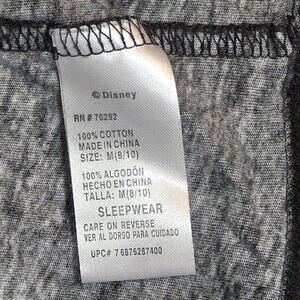 © Disney
RN # 76292
100% COTTON
MADE IN CHINA
SIZE: M(8/10)
100% ALGODÓN
HECHO EN CHINA
TALLA: M(8/10)
SLEEPWEAR
CARE ON REVERSE
VER AL DORSO PARA CUIDADO
UPC# 7 6876287400